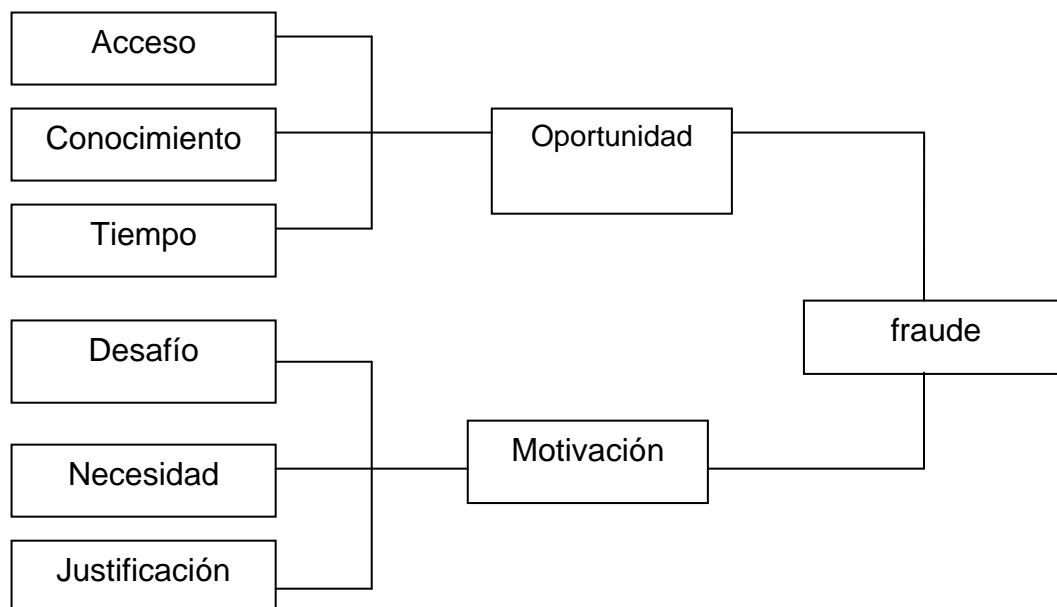 Acceso
Conocimiento
Tiempo
Oportunidad
Desafío
Necesidad
Justificación
Motivación
fraude